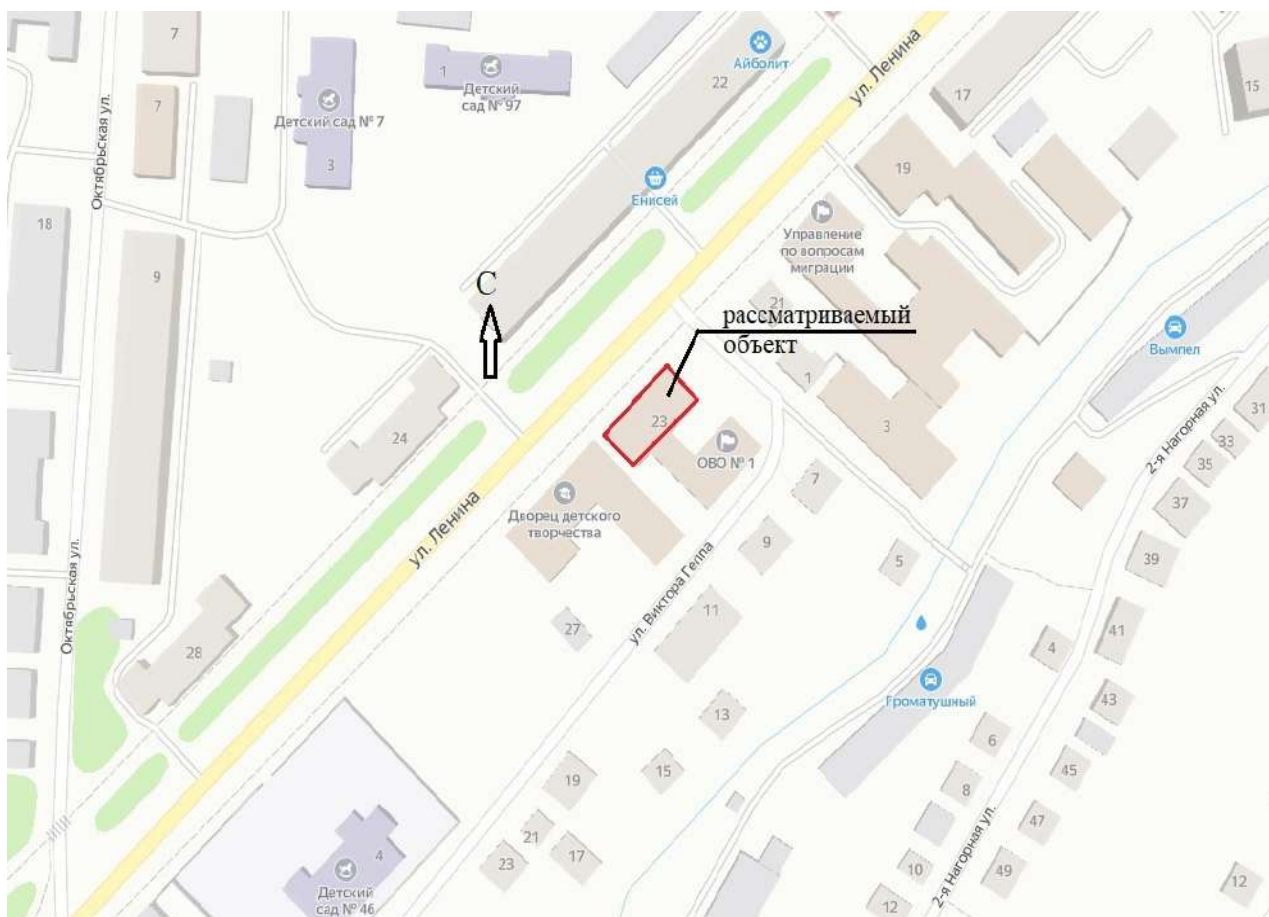 7
1
Детский
сад № 97
Айболит
22
ул. Ленина
17
15
7
Детский сад № 7
3
Октябрьская ул.
Енисей
19
18
9
Управление
по вопросам
миграции
С
21
рассматриваемый
объект
Вымпел
1
23
3
24
ОВО № 1
31
33
35
2-я Нагорная ул.
37
7
Дворец детского
творчества
ул. Ленина
9
5
39
Октябрьская ул.
11
ул. Виктора Геппа
27
41
4
28
Громатушный
43
13
6
45
15
19
8
47
21
23
17
4
10
49
12
2-я Нагорная ул.
12
Детский
сад № 46